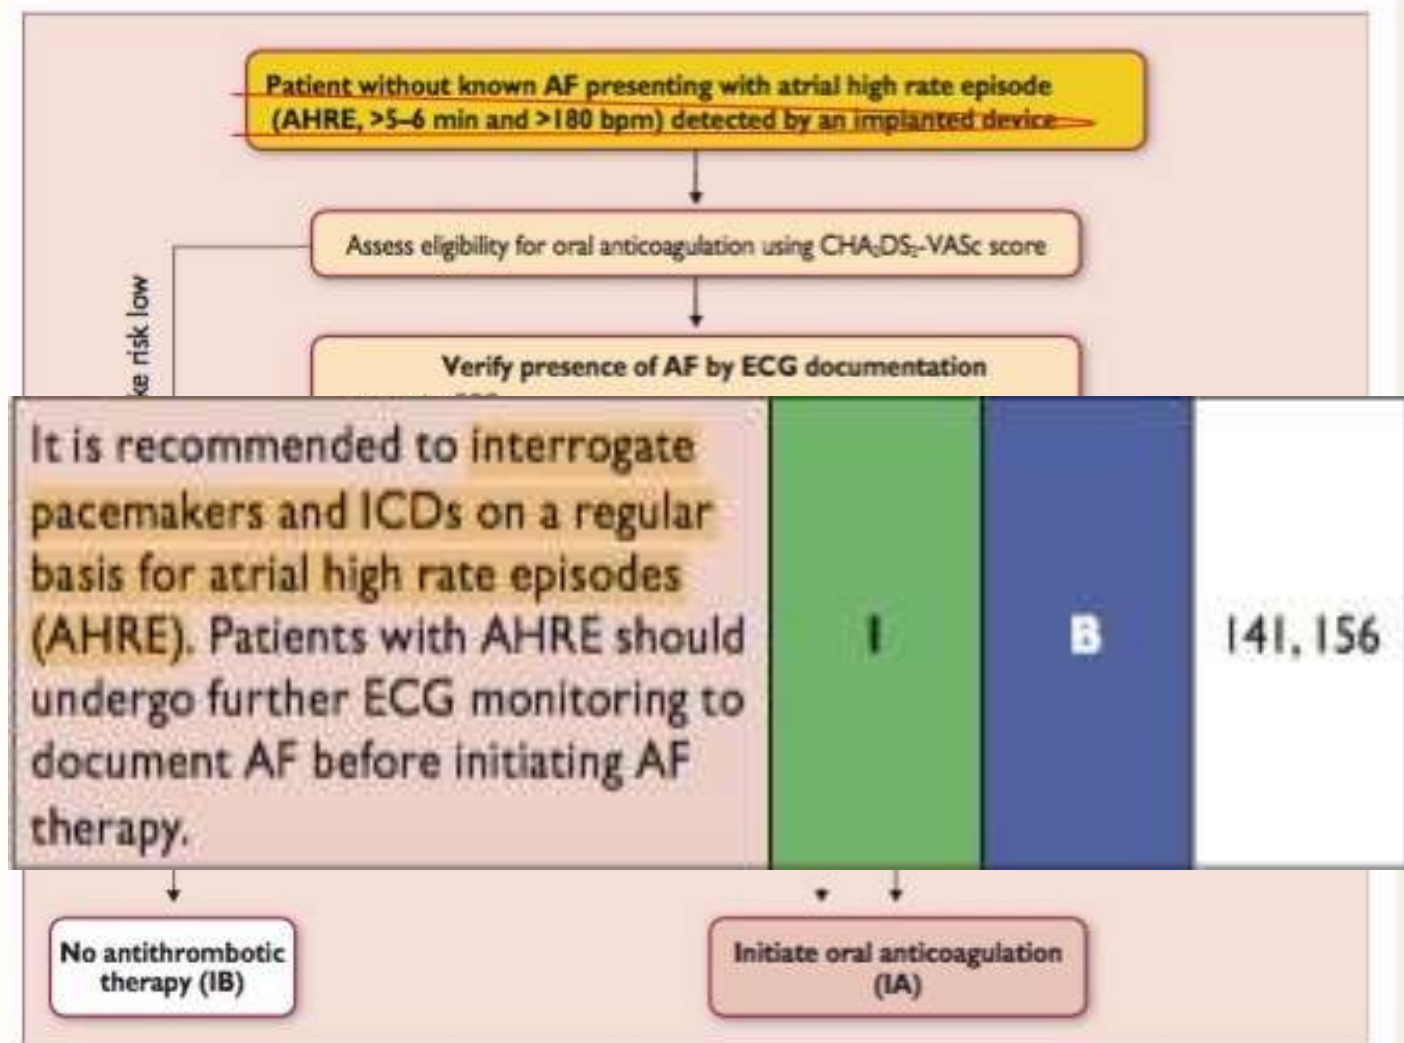 Patient without known AF presenting with atrial high rate episode
(AHRE, >5–6 min and >180 bpm) detected by an implanted device
Assess eligibility for oral anticoagulation using CHA₂DS₂-VASc score
risk low
Verify presence of AF by ECG documentation
It is recommended to interrogate
pacemakers and ICDs on a regular
basis for atrial high rate episodes
(AHRE). Patients with AHRE should
undergo further ECG monitoring to
document AF before initiating AF
therapy.
I
B
141, 156
No antithrombotic
therapy (IB)
Initiate oral anticoagulation
(IA)